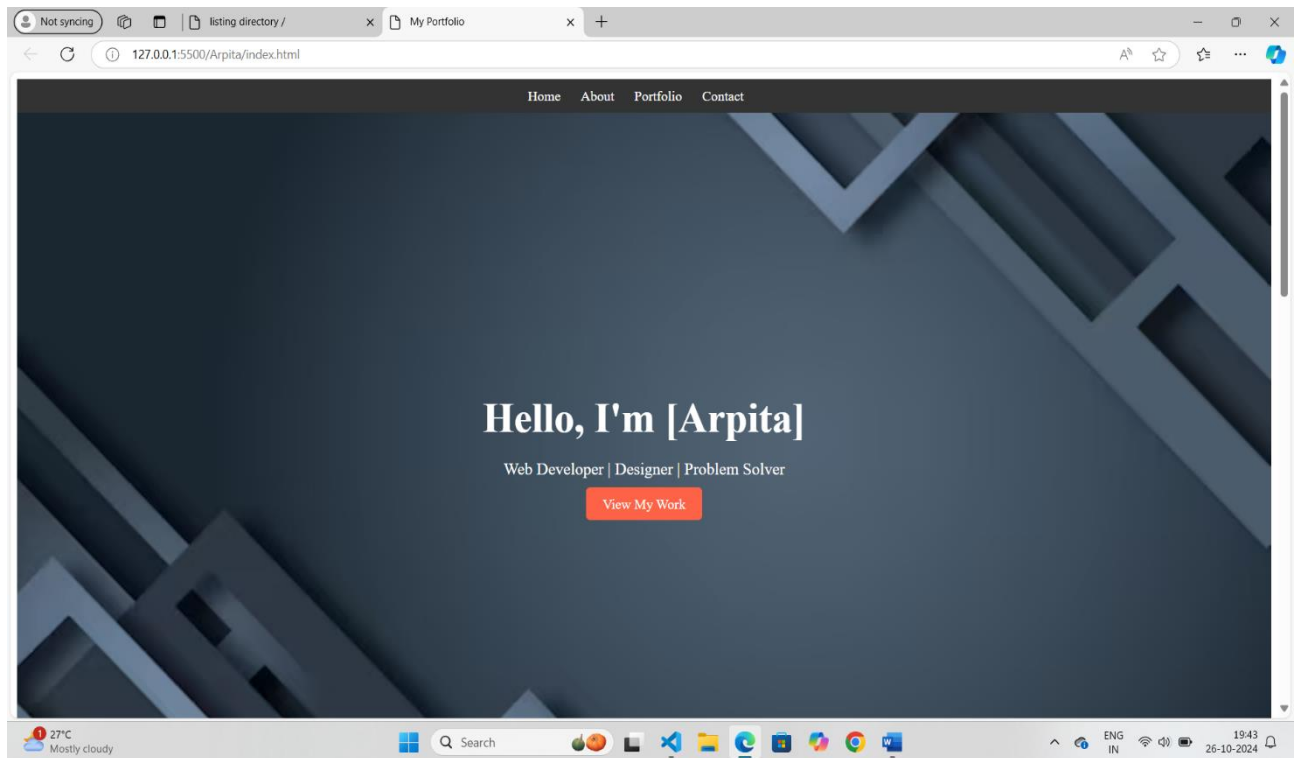 Not syncing
listing directory /
My Portfolio
127.0.0.1:5500/Arpita/index.html
Home About Portfolio Contact
Hello, I'm [Arpita]
Web Developer | Designer | Problem Solver
View My Work
1
27°C
Mostly cloudy
Search
ENG
IN
19:43
26-10-2024